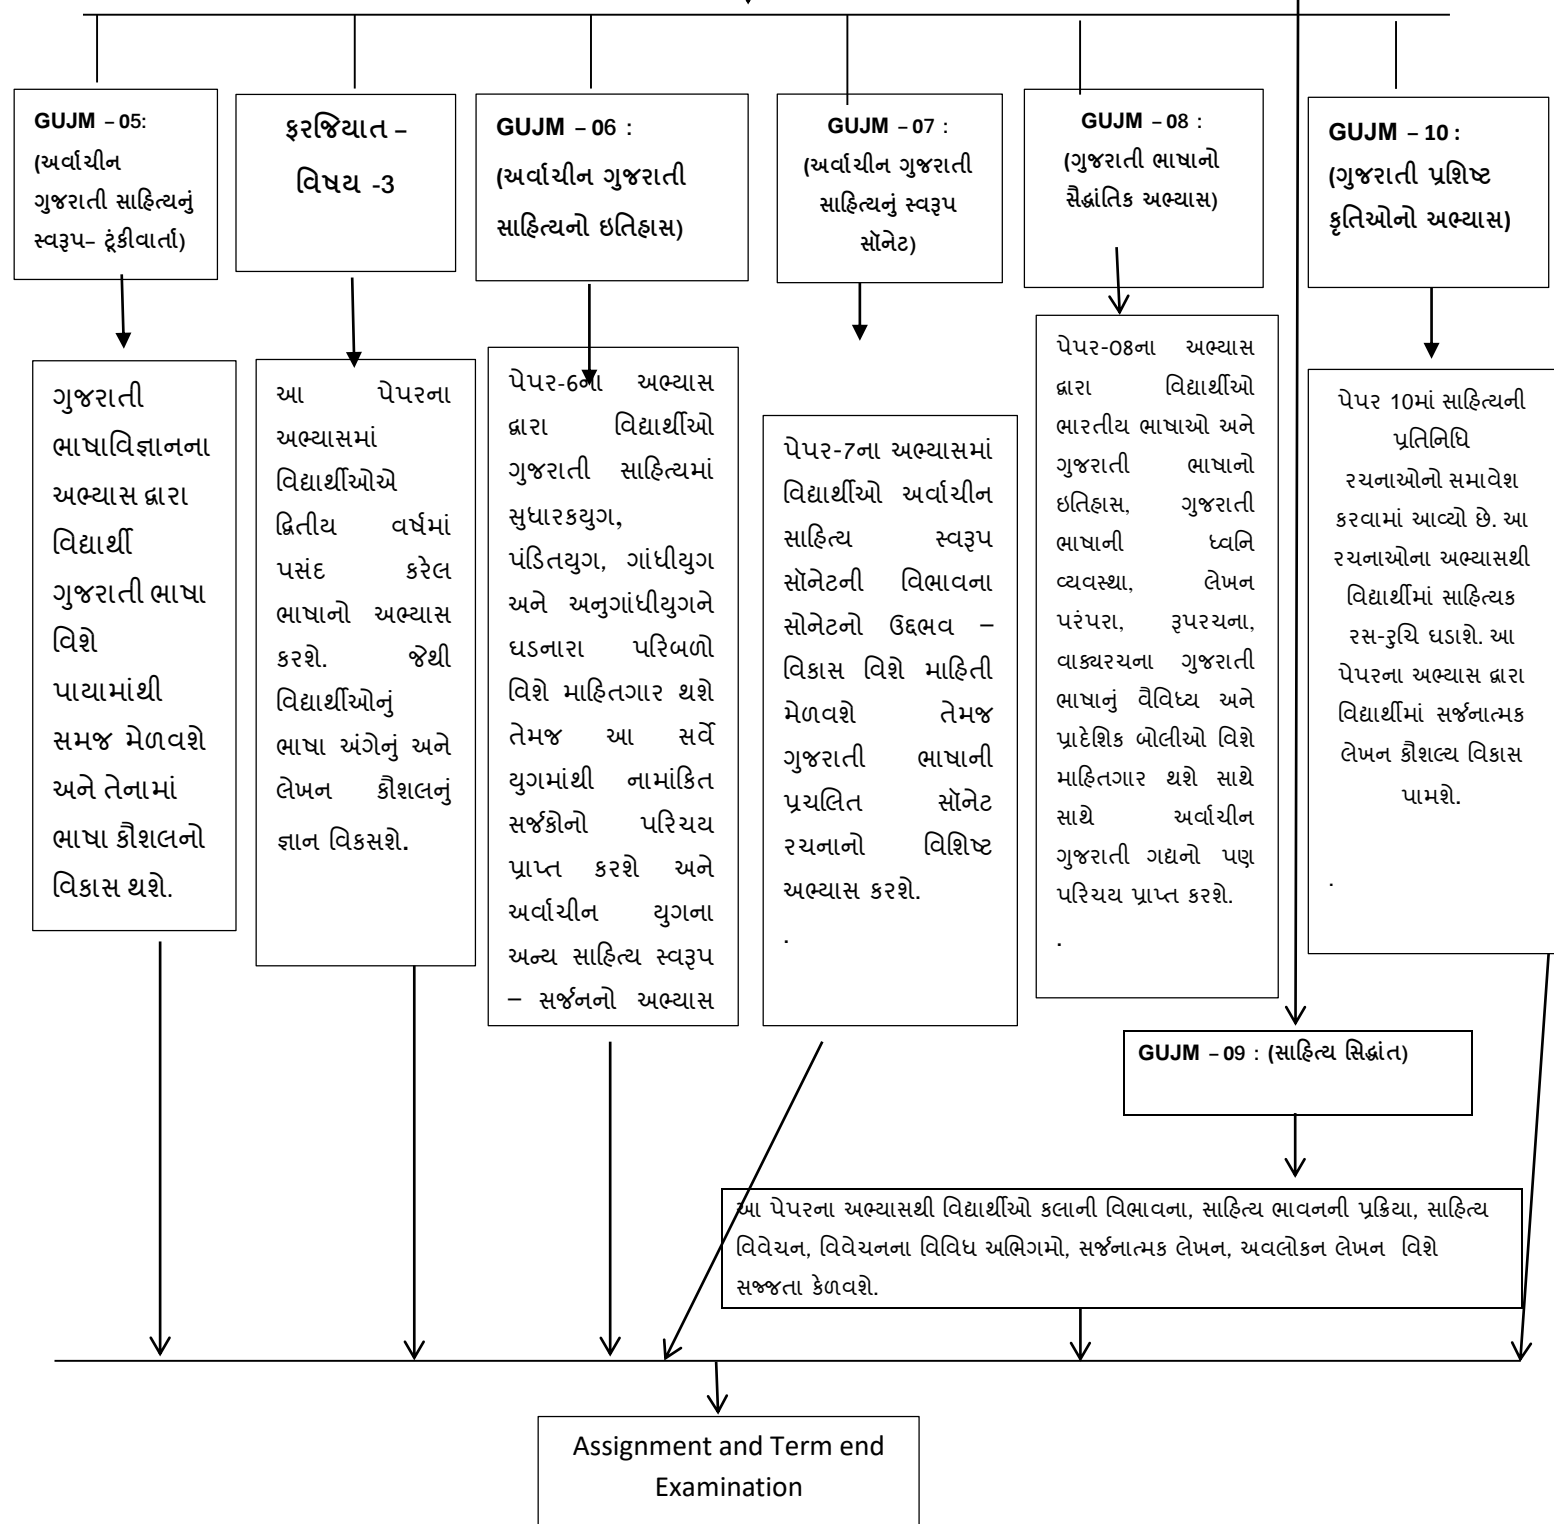 GUJM – 05:
(અર્વાચીન
ગુજરાતી સાહિત્યનું
સ્વરૂપ– ટૂંકીવાર્તા)
ફરજિયાત –
વિષય -3
GUJM – 06 :
(અર્વાચીન ગુજરાતી
સાહિત્યનો ઇતિહાસ)
GUJM – 07 :
(અર્વાચીન ગુજરાતી
સાહિત્યનું સ્વરૂપ
સૉનેટ)
GUJM – 08 :
(ગુજરાતી ભાષાનો
સૈદ્ધાંતિક અભ્યાસ)
GUJM – 10 :
(ગુજરાતી પ્રશિષ્ટ
કૃતિઓનો અભ્યાસ)
ગુજરાતી
ભાષાવિજ્ઞાનના
અભ્યાસ દ્વારા
વિદ્યાર્થી
ગુજરાતી ભાષા
વિશે
પાયામાંથી
સમજ મેળવશે
અને તેનામાં
ભાષા કૌશલનો
વિકાસ થશે.
આ પેપરના
અભ્યાસમાં
વિદ્યાર્થીઓએ
દ્વિતીય વર્ષમાં
પસંદ કરેલ
ભાષાનો અભ્યાસ
કરશે. જેથી
વિદ્યાર્થીઓનું
ભાષા અંગેનું અને
લેખન કૌશલનું
જ્ઞાન વિકસશે.
પેપર-6ના અભ્યાસ
દ્વારા વિદ્યાર્થીઓ
ગુજરાતી સાહિત્યમાં
સુધારકયુગ,
પંડિતયુગ, ગાંધીયુગ
અને અનુગાંધીયુગને
ઘડનારા પરિબળો
વિશે માહિતગાર થશે
તેમજ આ સર્વે
યુગમાંથી નામાંકિત
સર્જકોનો પરિચય
પ્રાપ્ત કરશે અને
અર્વાચીન યુગના
અન્ય સાહિત્ય સ્વરૂપ
– સર્જનનો અભ્યાસ
પેપર-7ના અભ્યાસમાં
વિદ્યાર્થીઓ અર્વાચીન
સાહિત્ય સ્વરૂપ
સૉનેટની વિભાવના
સોનેટનો ઉદ્દભવ –
વિકાસ વિશે માહિતી
મેળવશે તેમજ
ગુજરાતી ભાષાની
પ્રચલિત સૉનેટ
રચનાનો વિશિષ્ટ
અભ્યાસ કરશે.
.
પેપર-08ના અભ્યાસ
દ્વારા વિદ્યાર્થીઓ
ભારતીય ભાષાઓ અને
ગુજરાતી ભાષાનો
ઇતિહાસ, ગુજરાતી
ભાષાની ધ્વનિ
વ્યવસ્થા, લેખન
પરંપરા, રૂપરચના,
વાક્યરચના ગુજરાતી
ભાષાનું વૈવિધ્ય અને
પ્રાદેશિક બોલીઓ વિશે
માહિતગાર થશે સાથે
સાથે અર્વાચીન
ગુજરાતી ગદ્યનો પણ
પરિચય પ્રાપ્ત કરશે.
.
પેપર 10માં સાહિત્યની
પ્રતિનિધિ
રચનાઓનો સમાવેશ
કરવામાં આવ્યો છે. આ
રચનાઓના અભ્યાસથી
વિદ્યાર્થીમાં સાહિત્યક
રસ-રુચિ ઘડાશે. આ
પેપરના અભ્યાસ દ્વારા
વિદ્યાર્થીમાં સર્જનાત્મક
લેખન કૌશલ્ય વિકાસ
પામશે.
.
GUJM – 09 : (સાહિત્ય સિદ્ધાંત)
આ પેપરના અભ્યાસથી વિદ્યાર્થીઓ કલાની વિભાવના, સાહિત્ય ભાવનની પ્રક્રિયા, સાહિત્ય
વિવેચન, વિવેચનના વિવિધ અભિગમો, સર્જનાત્મક લેખન, અવલોકન લેખન વિશે
સજ્જતા કેળવશે.
Assignment and Term end
Examination